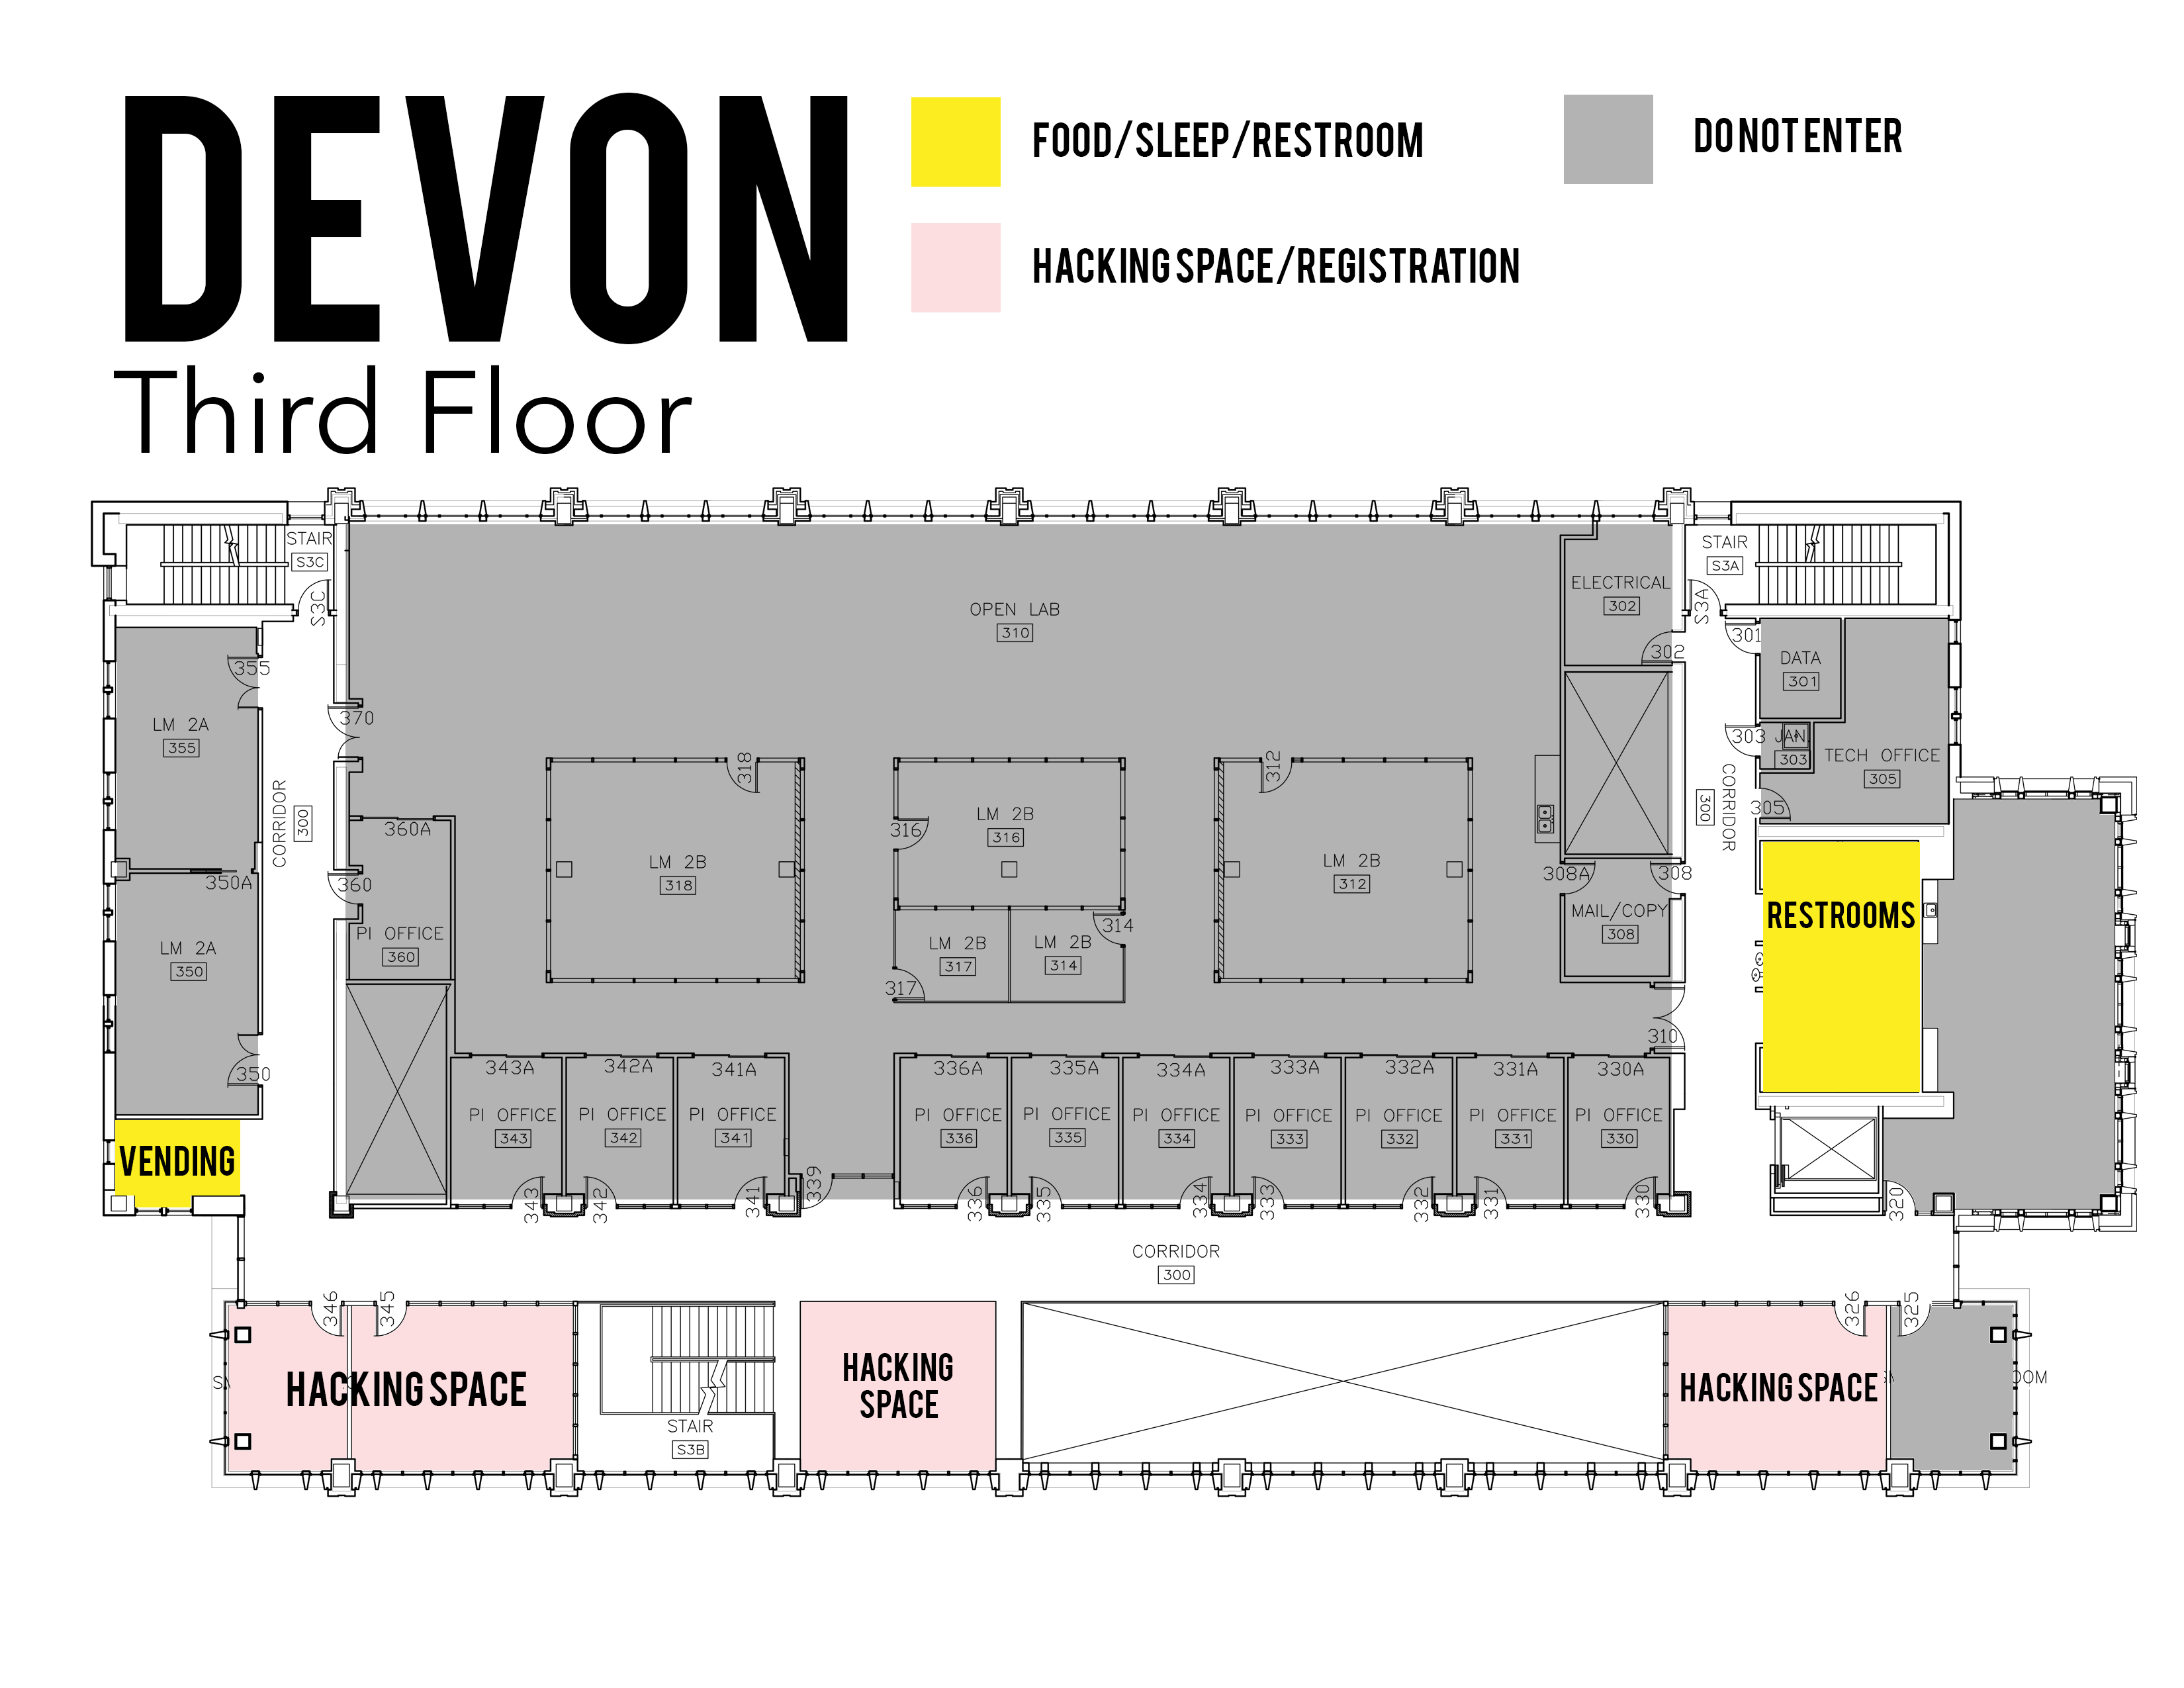 DEVON
Third Floor
FOOD/SLEEP/RESTROOM
HACKING SPACE/REGISTRATION
DO NOT ENTER
STAIR
S3C
S3C
355
LM 2A
355
350A
LM 2A
350
350
VENDING
CORRIDOR
300
370
360A
360
PI OFFICE
360
OPEN LAB
310
318
LM 2B
318
316
LM 2B
316
LM 2B
317
317
LM 2B
314
314
312
LM 2B
312
ELECTRICAL
302
302
308A
308
MAIL/COPY
308
310
STAIR
S3A
S3A
301
DATA
301
303
JAN.
303
TECH OFFICE
305
305
CORRIDOR
300
RESTROOMS
320
343A
PI OFFICE
343
343
342A
PI OFFICE
342
342
341A
PI OFFICE
341
341
339
336A
PI OFFICE
336
336
335A
PI OFFICE
335
335
334A
PI OFFICE
334
334
333A
PI OFFICE
333
333
332A
PI OFFICE
332
332
331A
PI OFFICE
331
331
330A
PI OFFICE
330
330
CORRIDOR
300
346
345
HACKING SPACE
STAIR
S3B
HACKING
SPACE
326
325
HACKING SPACE